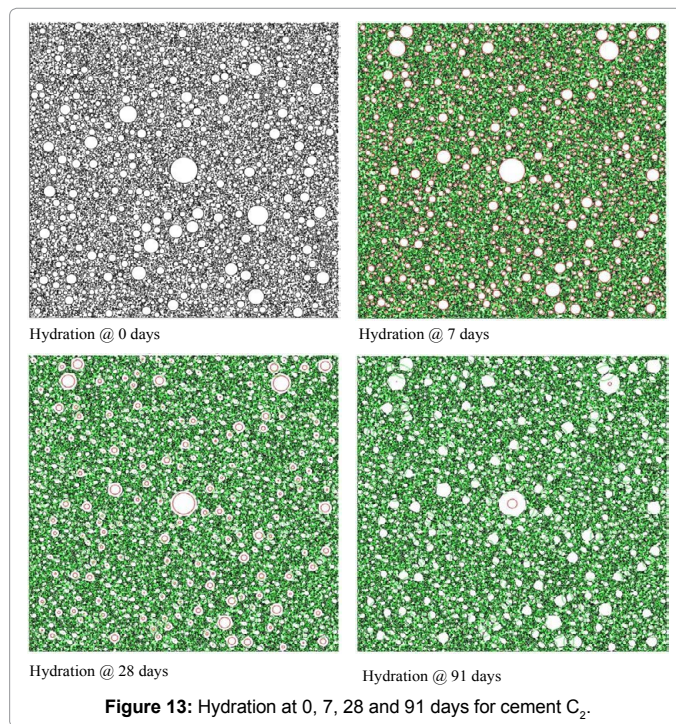 Hydration @ 0 days
Hydration @ 7 days
Hydration @ 28 days
Hydration @ 91 days
Figure 13: Hydration at 0, 7, 28 and 91 days for cement C₂.